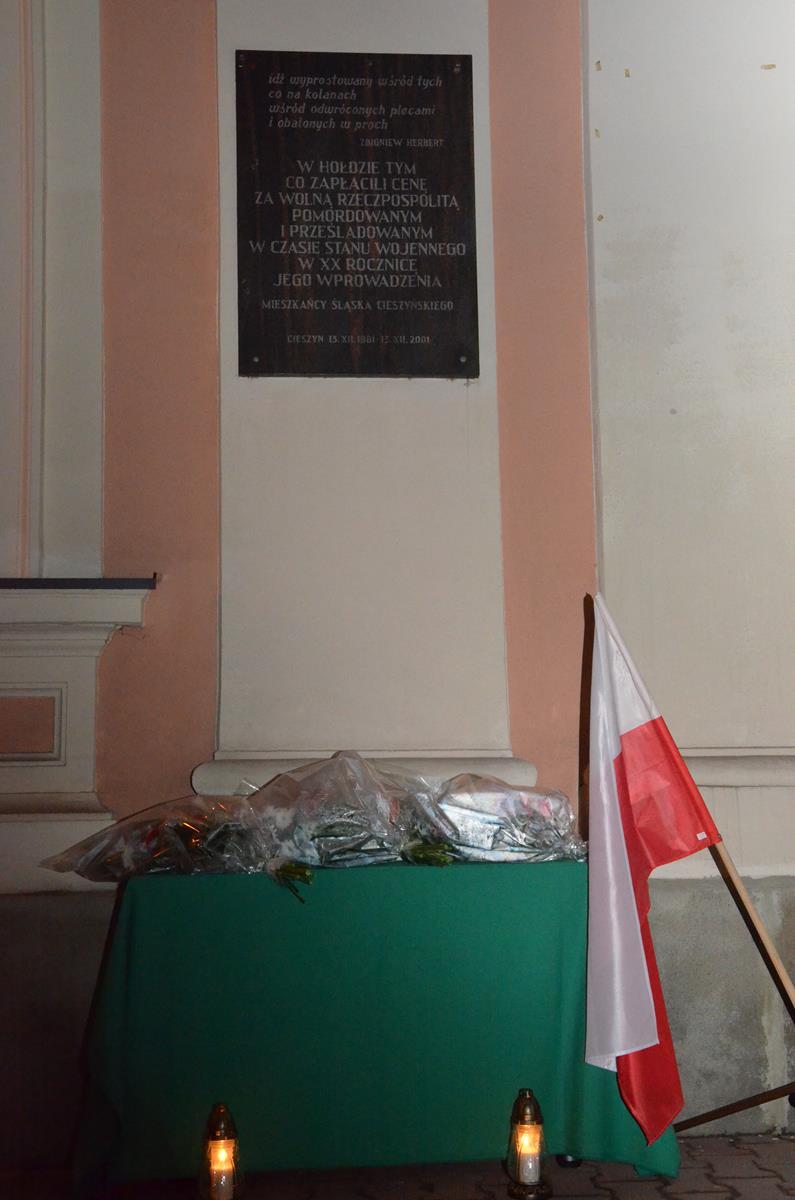 idź wyprostowany wśród tych
co na kolanach
wśród odwróconych plecami
i obalonych w proch
ZBIGNIEW HERBERT
W HOŁDZIE TYM
CO ZAPŁACILI CENĘ
ZA WOLNĄ RZECZPOSPOLITĄ
POMORDOWANYM
I PRZEŚLADOWANYM
W CZASIE STANU WOJENNEGO
W XX ROCZNICĘ
JEGO WPROWADZENIA
MIESZKAŃCY ŚLĄSKA CIESZYŃSKIEGO
CIESZYN 13.XII.1981-13.XII.2001